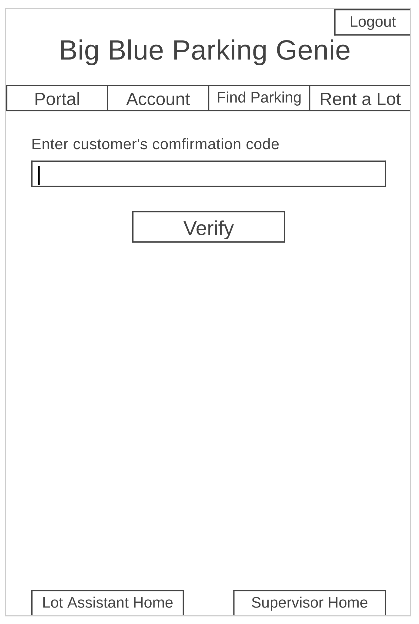 Logout
Big Blue Parking Genie
Portal
Account
Find Parking
Rent a Lot
Enter customer's comfirmation code
Verify
Lot Assistant Home
Supervisor Home